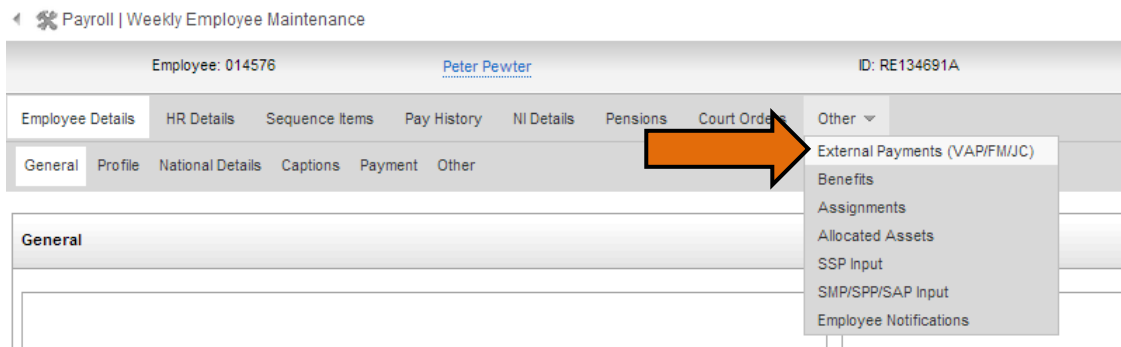 Payroll | Weekly Employee Maintenance
Employee: 014576 Peter Pewter ID: RE134691A
Employee Details HR Details Sequence Items Pay History NI Details Pensions Court Orders Other
General Profile National Details Captions Payment Other
External Payments (VAP/FM/JC)
Benefits
Assignments
Allocated Assets
SSP Input
SMP/SPP/SAP Input
Employee Notifications
General